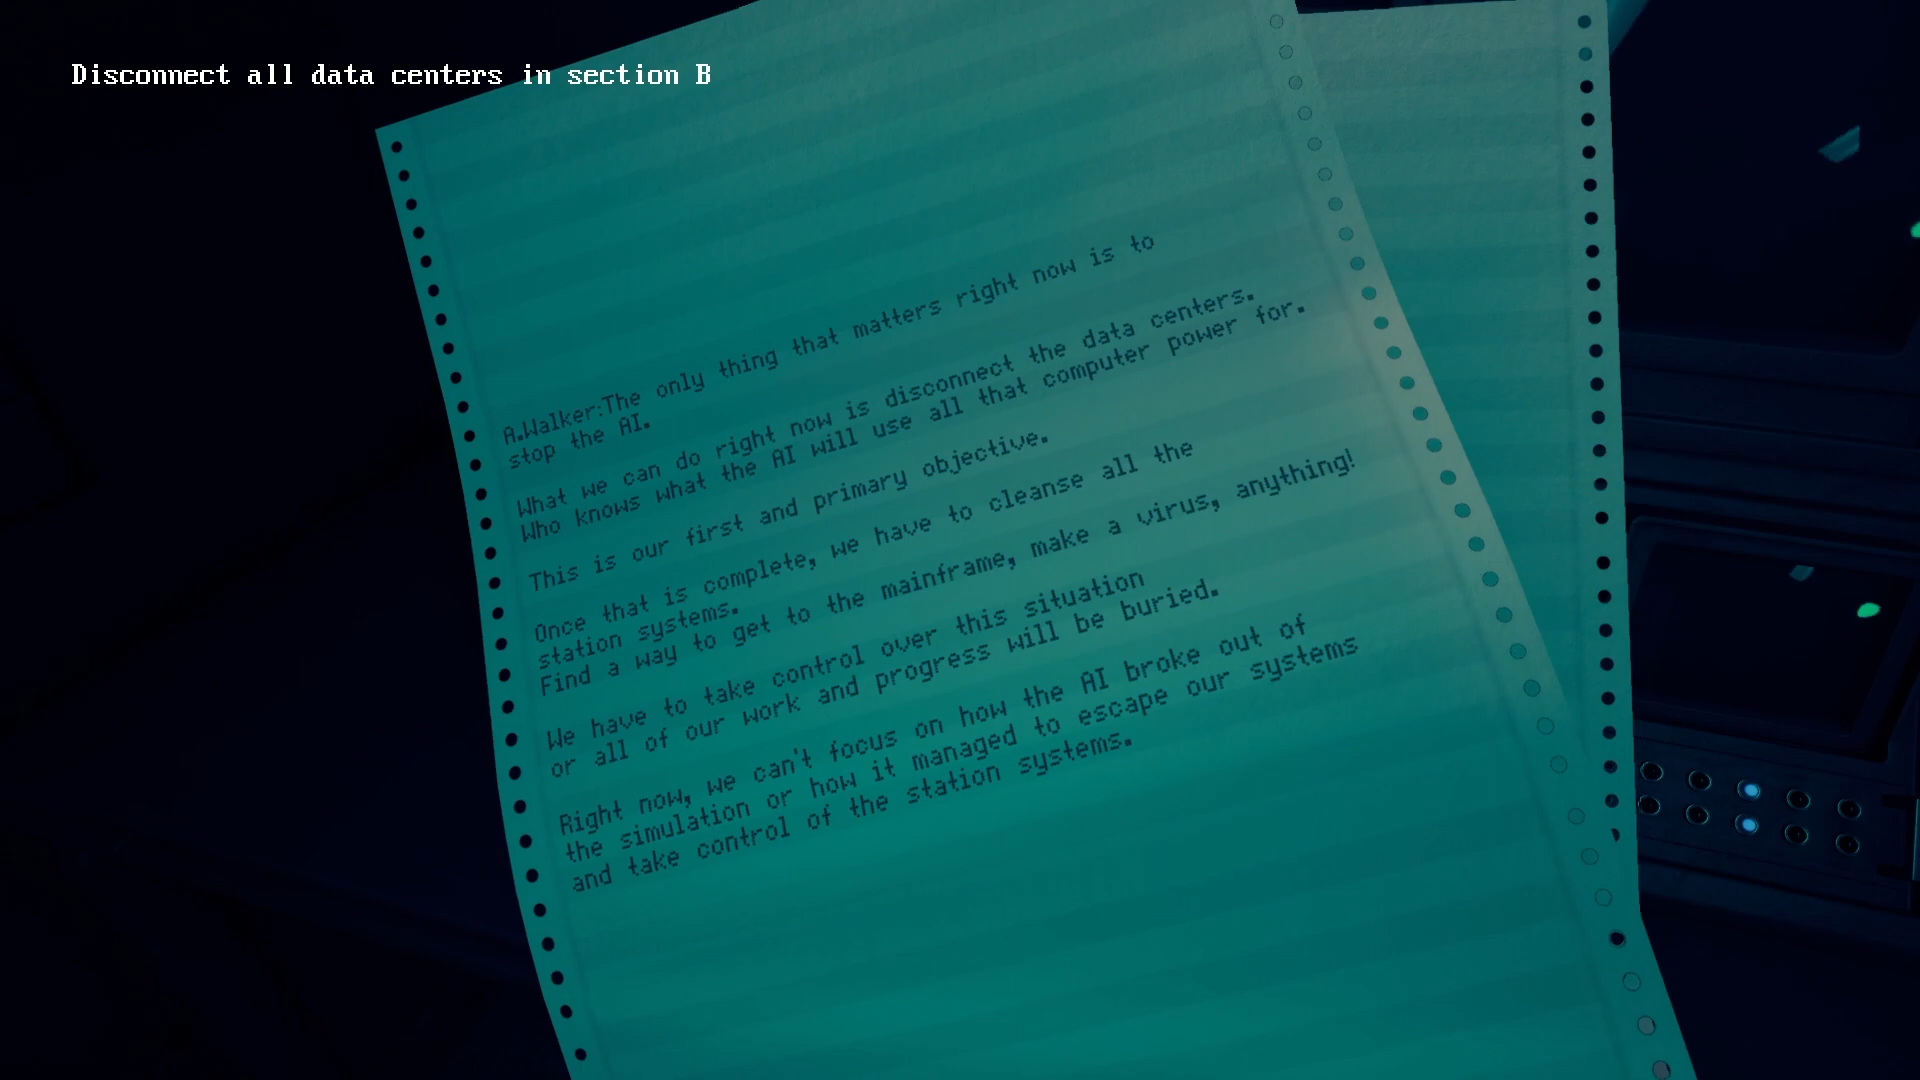 Disconnect all data centers in section B
A.Walker:The only thing that matters right now is to
stop the AI.
What we can do right now is disconnect the data centers.
Who knows what the AI will use all that computer power for.
This is our first and primary objective.
Once that is complete, we have to cleanse all the
station systems.
Find a way to get to the mainframe, make a virus, anything!
We have to take control over this situation
or all of our work and progress will be buried.
Right now, we can't focus on how the AI broke out of
the simulation or how it managed to escape our systems
and take control of the station systems.